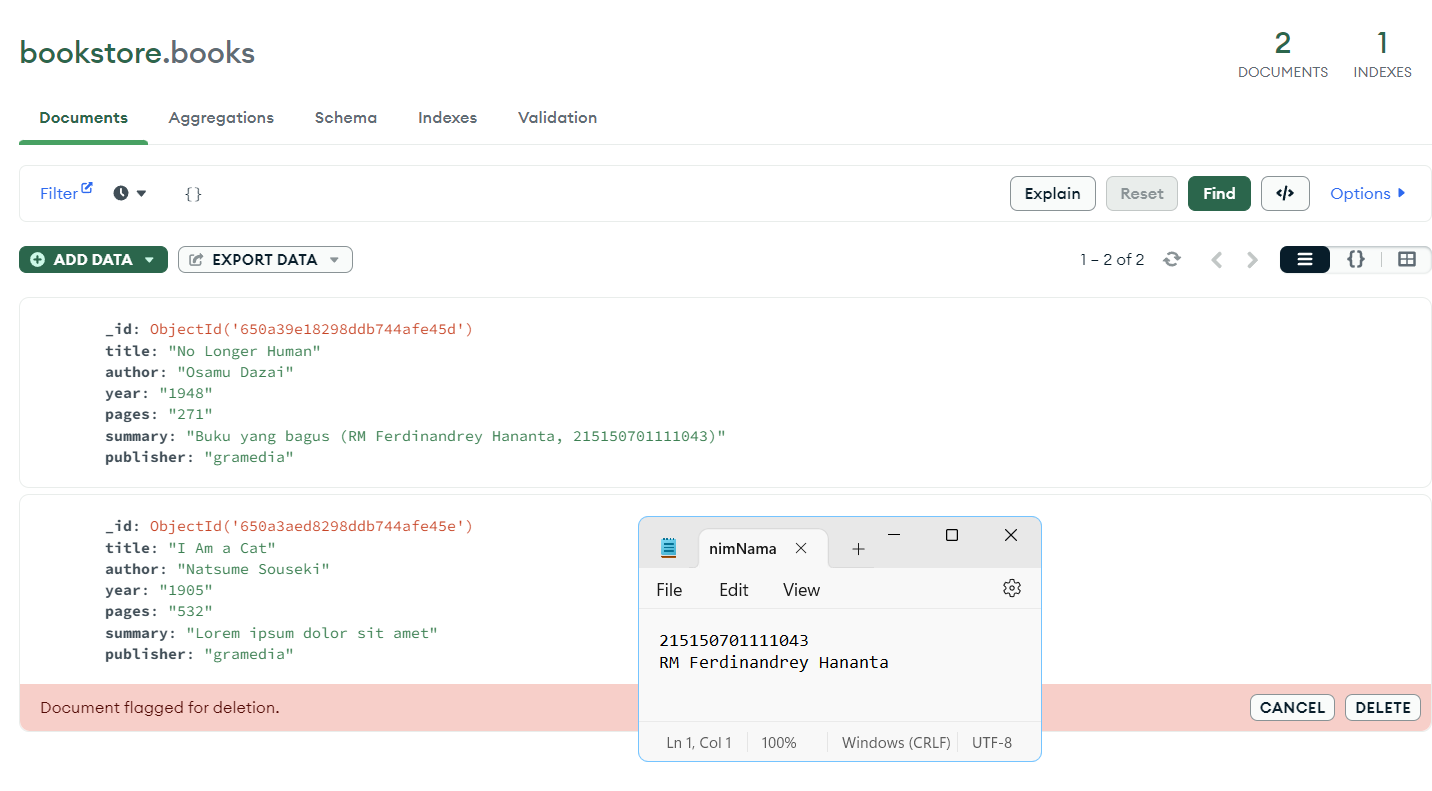 bookstore.books
2 1
DOCUMENTS INDEXES
Documents Aggregations Schema Indexes Validation
Filter {} Explain Reset Find </> Options
ADD DATA EXPORT DATA 1 – 2 of 2 {}
_id: ObjectId('650a39e18298ddb744afe45d')
title: "No Longer Human"
author: "Osamu Dazai"
year: "1948"
pages: "271"
summary: "Buku yang bagus (RM Ferdinandrey Hananta, 215150701111043)"
publisher: "gramedia"
_id: ObjectId('650a3aed8298ddb744afe45e')
title: "I Am a Cat"
author: "Natsume Souseki"
year: "1905"
pages: "532"
summary: "Lorem ipsum dolor sit amet"
publisher: "gramedia"
Document flagged for deletion. CANCEL DELETE
nimNama
File Edit View
215150701111043
RM Ferdinandrey Hananta
Ln 1, Col 1 100% Windows (CRLF) UTF-8